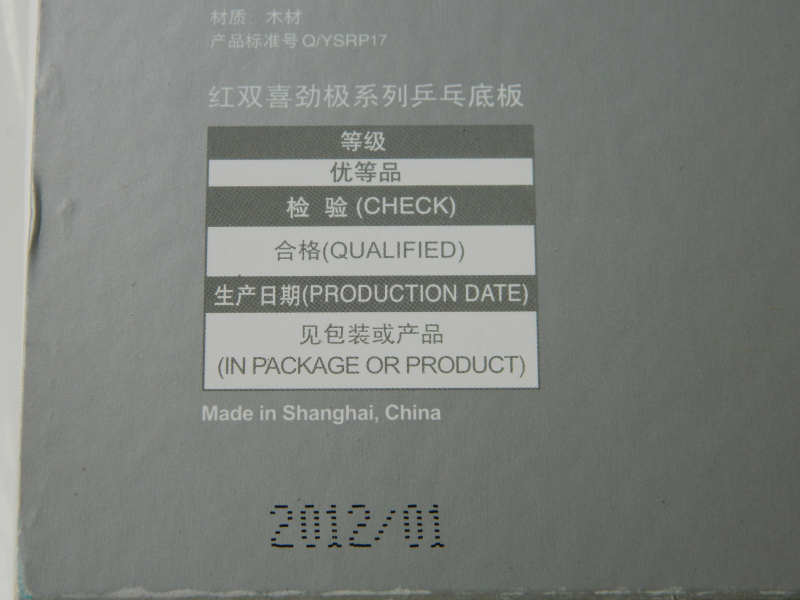 材质：木材
产品标准号 Q/YSRP17
红双喜劲极系列乒乓底板
等级
优等品
检 验 (CHECK)
合格(QUALIFIED)
生产日期(PRODUCTION DATE)
见包装或产品
(IN PACKAGE OR PRODUCT)
Made in Shanghai, China
2012/01